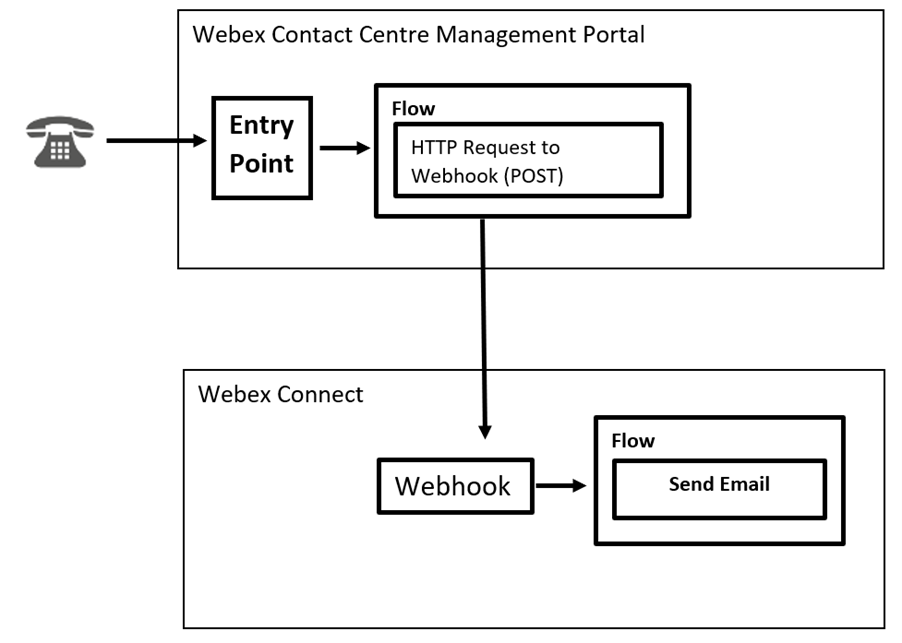 Webex Contact Centre Management Portal
Entry
Point
Flow
HTTP Request to
Webhook (POST)
Webex Connect
Webhook
Flow
Send Email